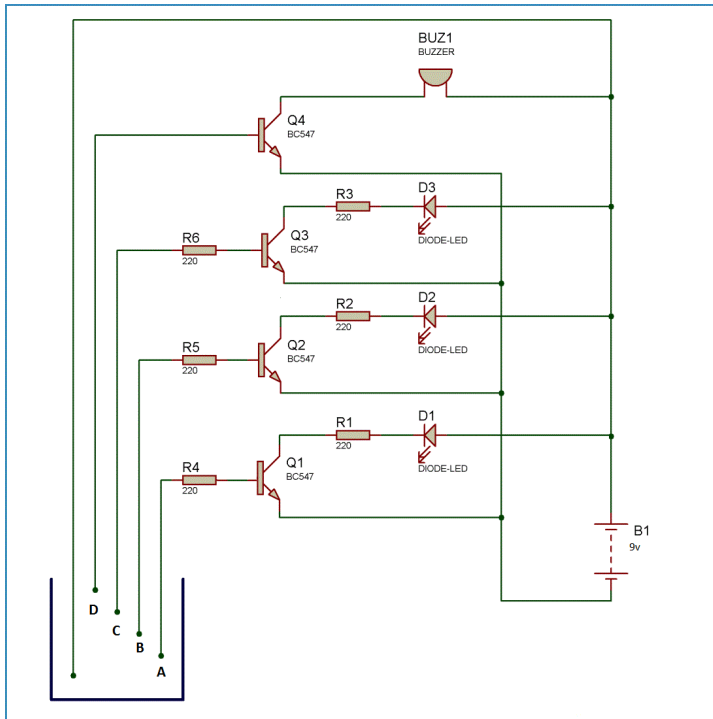 BUZ1
BUZZER
Q4
BC547
R3
220
D3
DIODE-LED
R6
220
Q3
BC547
R2
220
D2
DIODE-LED
R5
220
Q2
BC547
R1
220
D1
DIODE-LED
R4
220
Q1
BC547
B1
9v
D
C
B
A